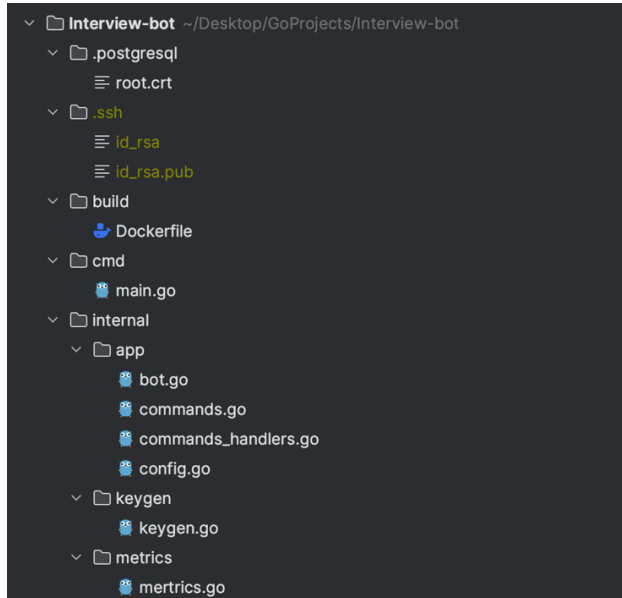 Interview-bot ~/Desktop/GoProjects/Interview-bot
.postgresql
root.crt
.ssh
id_rsa
id_rsa.pub
build
Dockerfile
cmd
main.go
internal
app
bot.go
commands.go
commands_handlers.go
config.go
keygen
keygen.go
metrics
mertrics.go